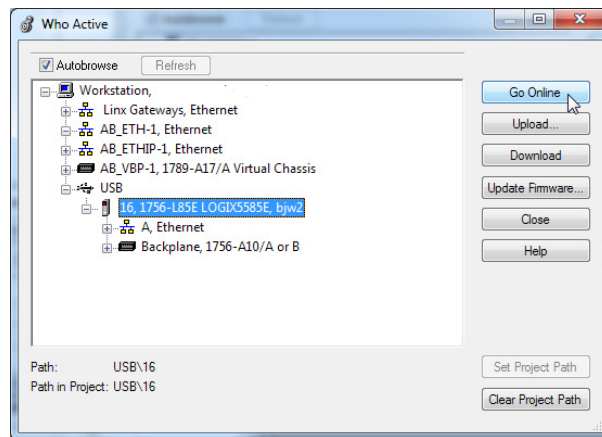 Who Active
Autobrowse
Refresh
Workstation,
Linx Gateways, Ethernet
AB_ETH-1, Ethernet
AB_ETHIP-1, Ethernet
AB_VBP-1, 1789-A17/A Virtual Chassis
USB
16, 1756-L85E LOGIX5585E, bjw2
A, Ethernet
Backplane, 1756-A10/A or B
Go Online
Upload...
Download
Update Firmware...
Close
Help
Path: USB\16
Path in Project: USB\16
Set Project Path
Clear Project Path